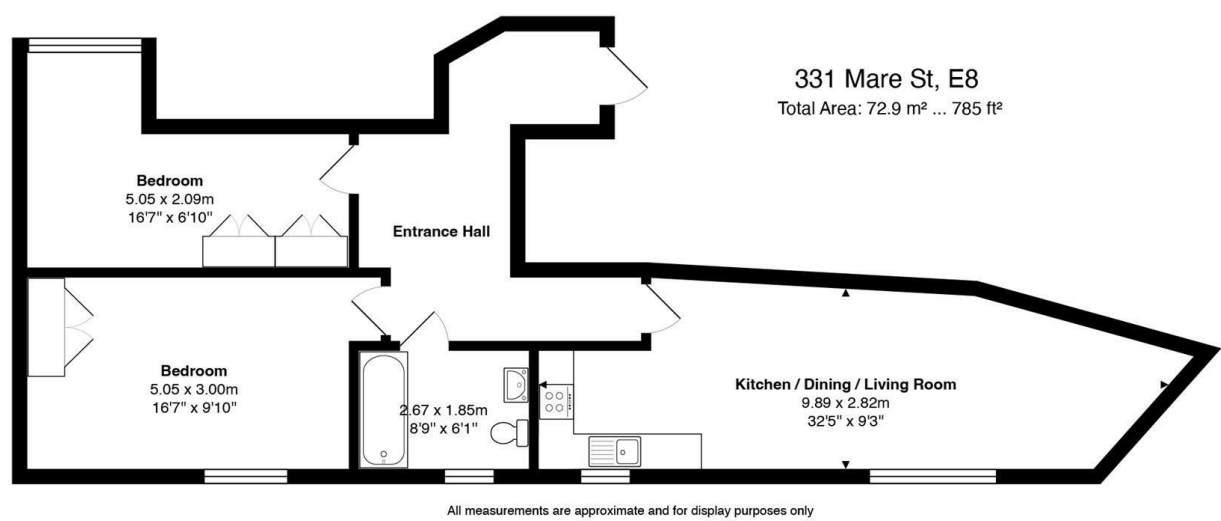 331 Mare St, E8
Total Area: 72.9 m² ... 785 ft²
Bedroom
5.05 x 2.09m
16'7" x 6'10"
Entrance Hall
Bedroom
5.05 x 3.00m
16'7" x 9'10"
2.67 x 1.85m
8'9" x 6'1"
Kitchen / Dining / Living Room
9.89 x 2.82m
32'5" x 9'3"
All measurements are approximate and for display purposes only